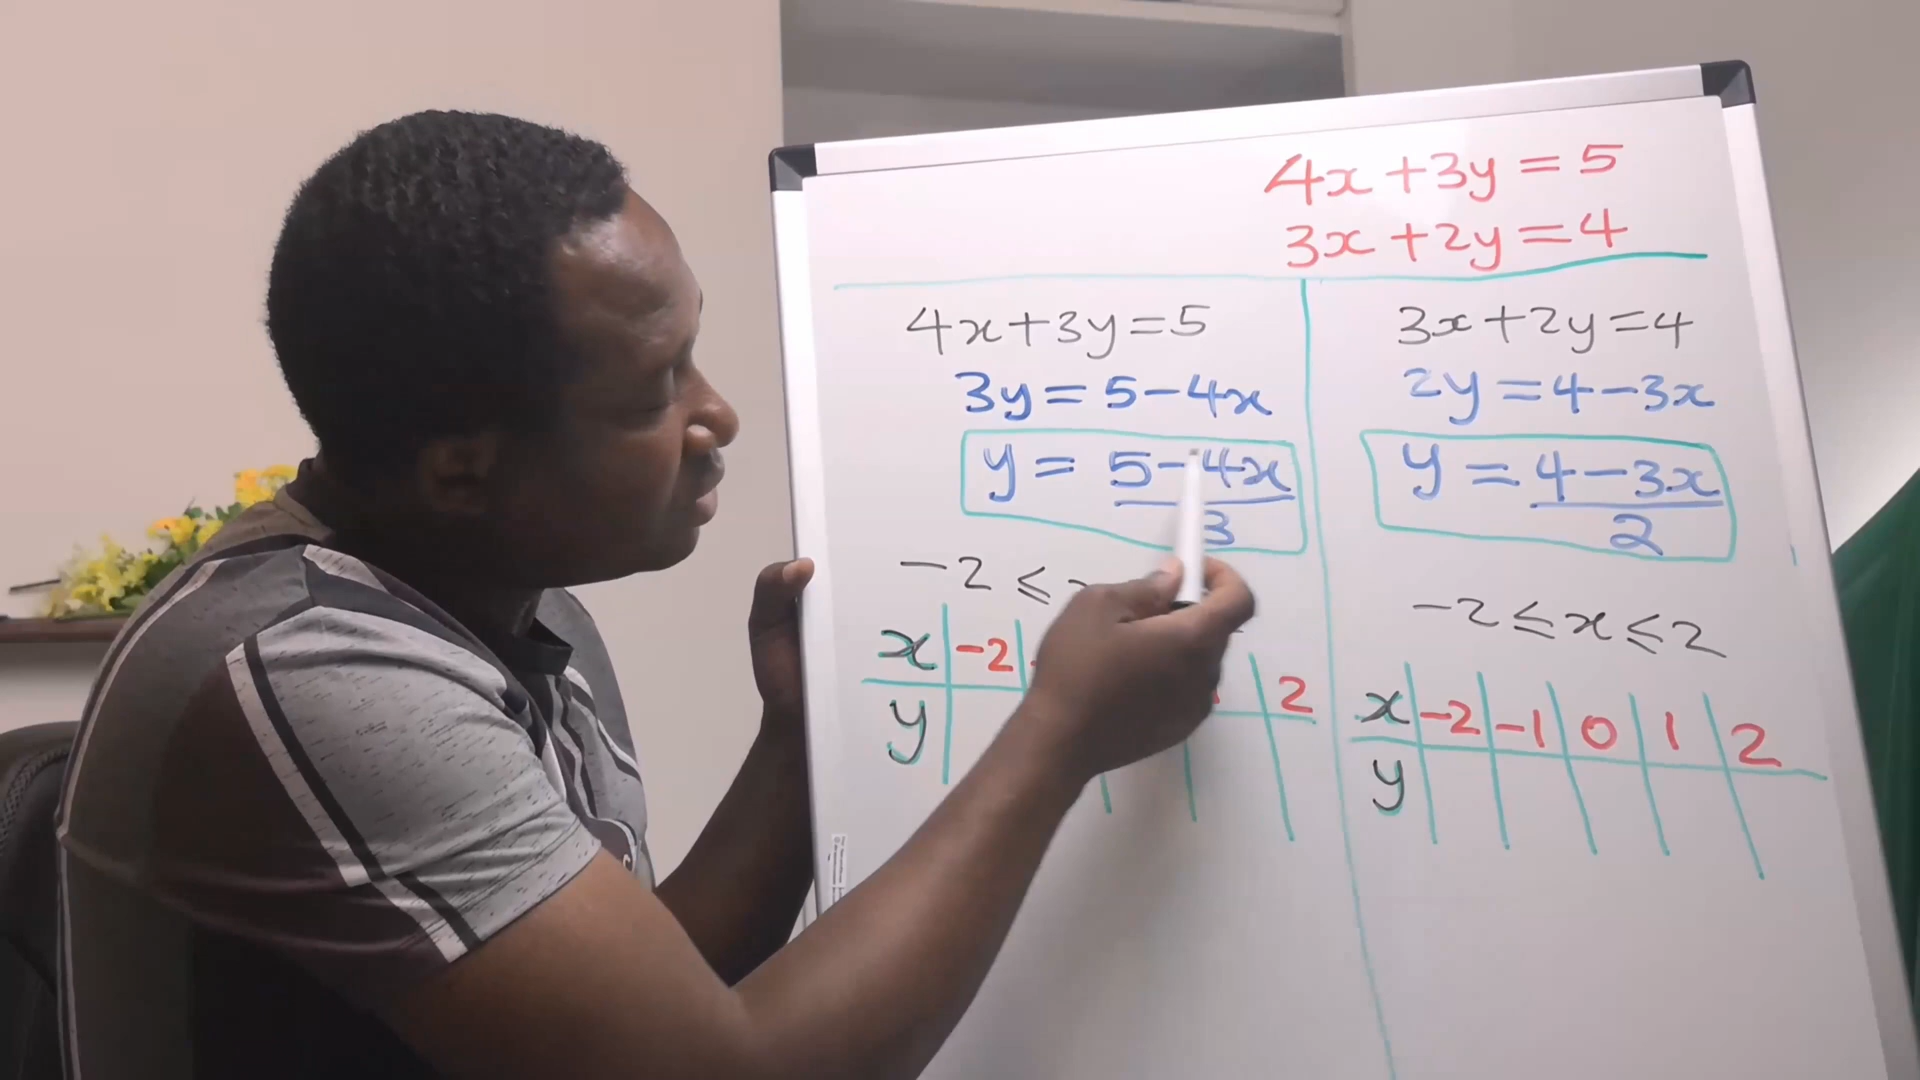 4x+3y=5
3x+2y=4
4x+3y=5
3y=5-4x
y=5-4x
3
-2≤
x -2 2
y
3x+2y=4
2y=4-3x
y=4-3x
2
-2≤x≤2
x -2 -1 0 1 2
y